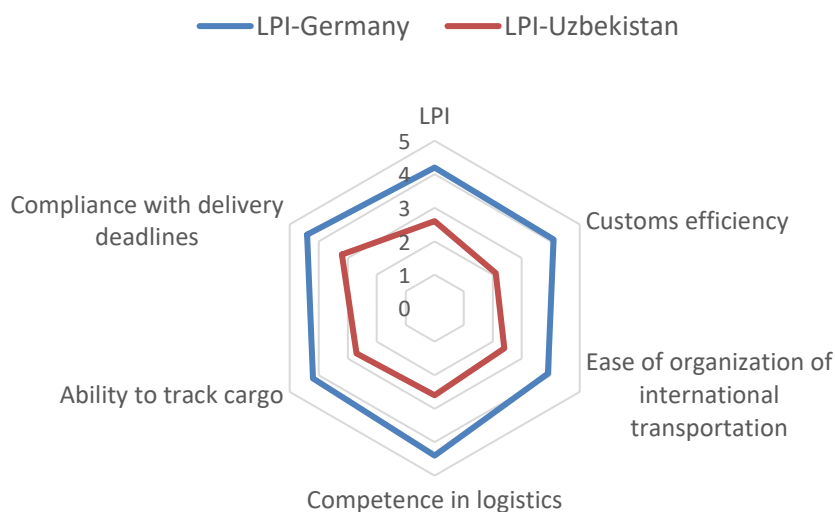 LPI-Germany LPI-Uzbekistan
LPI
5
4
3
2
1
0
Customs efficiency
Ease of organization of
international
transportation
Competence in logistics
Ability to track cargo
Compliance with delivery
deadlines